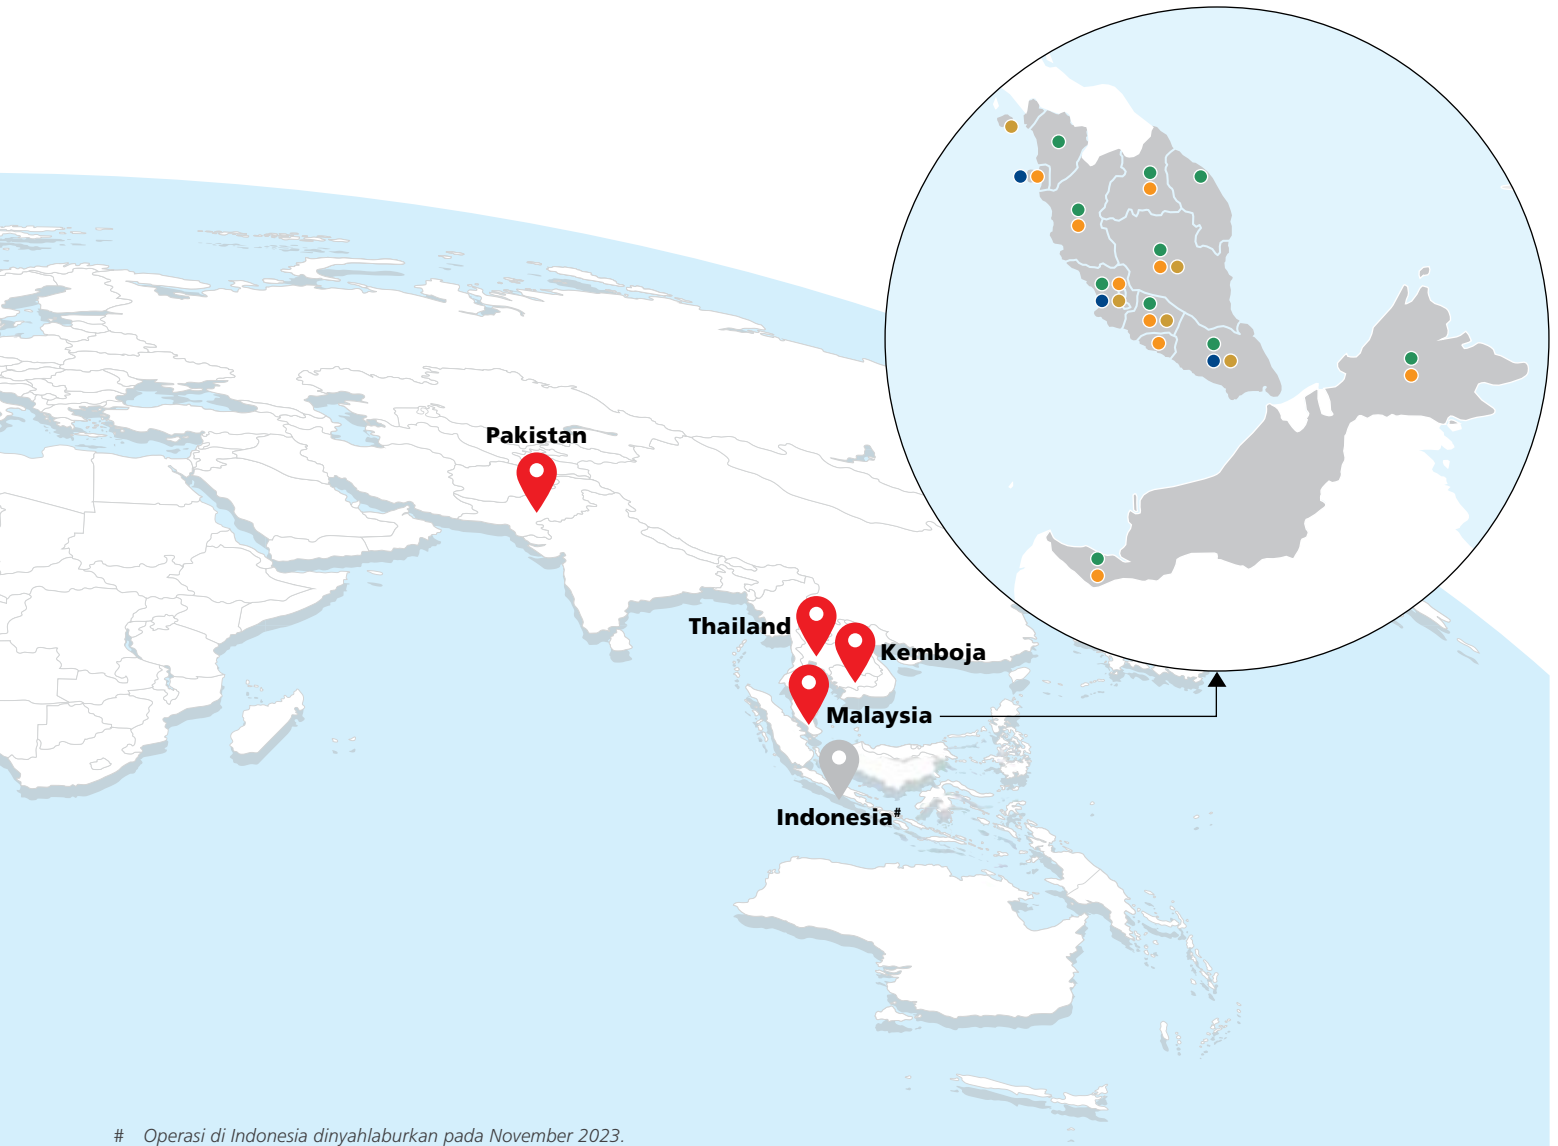 Pakistan
Thailand
Kemboja
Malaysia
Indonesia#
# Operasi di Indonesia dinyahlaburkan pada November 2023.